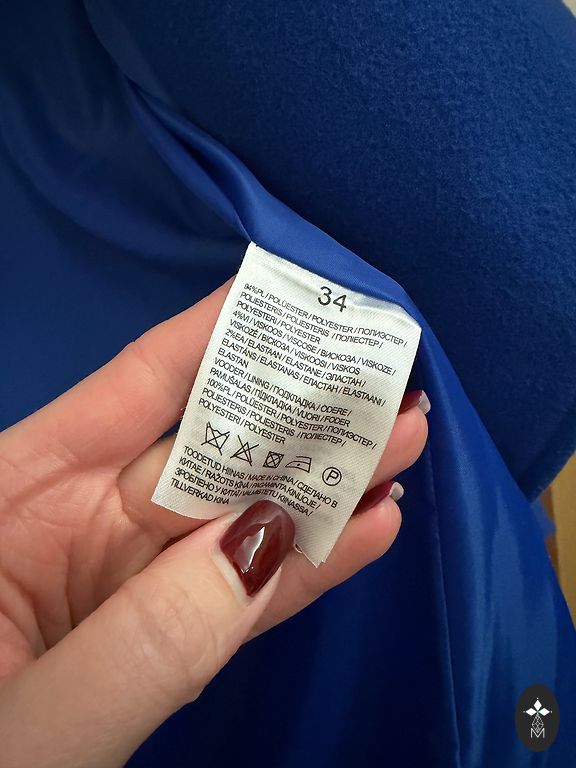 34
94%PL / POLÜESTER / POLYESTER / ПОЛИЭСТЕР /
POLIESTERIS / POLIESTERIS / ПОЛІЕСТЕР /
POLYESTERI / POLYESTER
4%VI / VISKOOS / VISCOSE / ВИСКОЗА / VISKOZE /
VISKOZĖ / ВІСКОЗА / VISKOOSI / VISKOS
2%EA / ELASTAAN / ELASTANE / ЭЛАСТАН /
ELASTĀNS / ELASTANAS / ЕЛАСТАН / ELASTAANI /
ELASTAN
VOODER / LINING / ПОДКЛАДКА / ODERE /
PAMUŠALAS / ПІДКЛАДКА / VUORI / FODER
100%PL / POLÜESTER / POLYESTER / ПОЛИЭСТЕР /
POLIESTERIS / POLIESTERIS / ПОЛІЕСТЕР /
POLYESTERI / POLYESTER
P
TOODETUD HIINAS / MADE IN CHINA / СДЕЛАНО В
КИТАЕ / RAŽOTS ĶĪNĀ / PAGAMINTA KINIJOJE /
ЗРОБЛЕНО У КИТАЇ / VALMISTETTU KIINASSA /
TILLVERKAD KINA
M